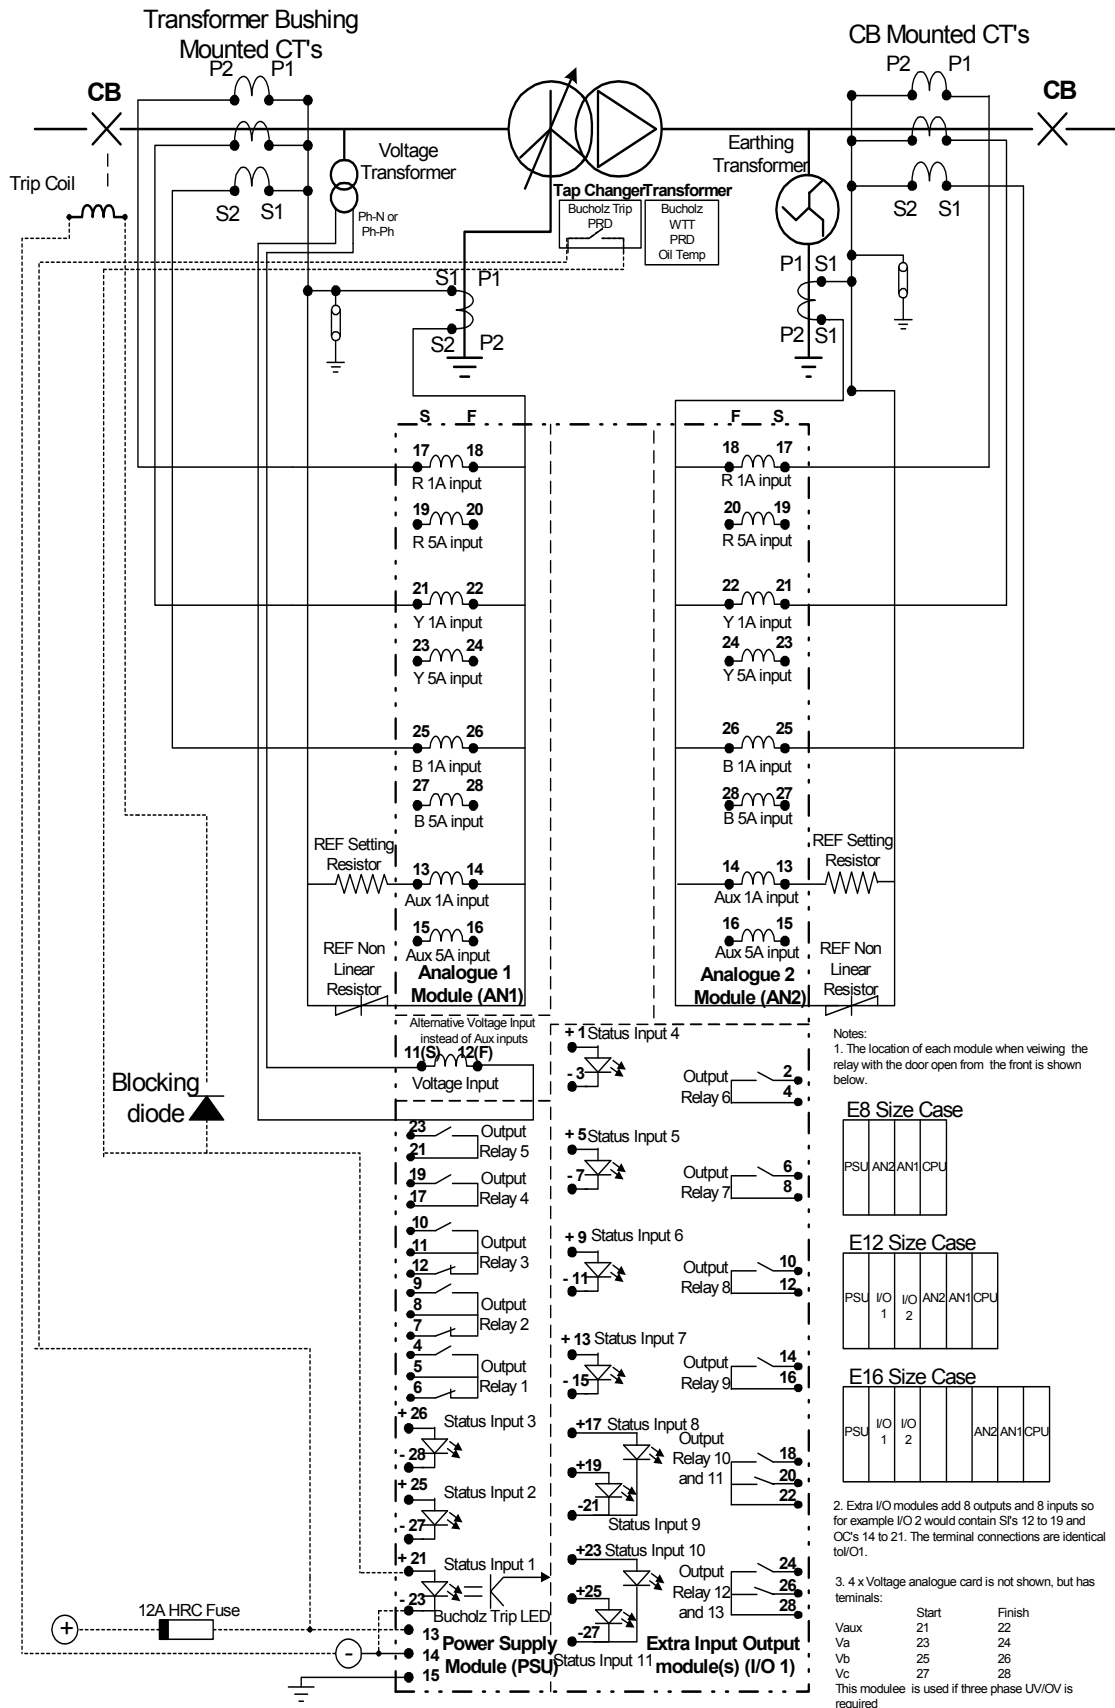 Transformer Bushing
Mounted CT's
CB Mounted CT's
P2 P1
P2 P1
CB
CB
Trip Coil
Voltage
Transformer
Earthing
Transformer
S2 S1
S2 S1
Ph-N or
Ph-Ph
Tap Changer
Bucholz Trip
PRD
Transformer
Bucholz
WTT
PRD
Oil Temp
S1 P1
S2 P2
P1 S1
P2 S1
S F
F S
17 18
R 1A input
19 20
R 5A input
21 22
Y 1A input
23 24
Y 5A input
25 26
B 1A input
27 28
B 5A input
REF Setting
Resistor
13 14
Aux 1A input
15 16
Aux 5A input
REF Non
Linear
Resistor
Analogue 1
Module (AN1)
18 17
R 1A input
20 19
R 5A input
22 21
Y 1A input
24 23
Y 5A input
26 25
B 1A input
28 27
B 5A input
14 13
Aux 1A input
REF Setting
Resistor
16 15
Aux 5A input
REF Non
Linear
Resistor
Analogue 2
Module (AN2)
Alternative Voltage Input
instead of Aux inputs
11(S) 12(F)
Voltage Input
Blocking
diode
23
21
Output
Relay 5
19
17
Output
Relay 4
10
11
12
Output
Relay 3
9
8
7
Output
Relay 2
4
5
6
Output
Relay 1
+ 26
- 28
Status Input 3
+ 25
- 27
Status Input 2
+ 21
- 23
Status Input 1
Bucholz Trip LED
12A HRC Fuse
+
-
13
14
15
Power Supply
Module (PSU)
+ 1 Status Input 4
- 3
Output
Relay 6
2
4
+ 5 Status Input 5
- 7
Output
Relay 7
6
8
+ 9 Status Input 6
- 11
Output
Relay 8
10
12
+ 13 Status Input 7
- 15
Output
Relay 9
14
16
+17 Status Input 8
+19
-21
Status Input 9
Output
Relay 10
and 11
18
20
22
+23 Status Input 10
+25
-27
Status Input 11
Output
Relay 12
and 13
24
26
28
Extra Input Output
module(s) (I/O 1)
Notes:
1. The location of each module when veiwing the
relay with the door open from the front is shown
below.
E8 Size Case
PSU AN2 AN1 CPU
E12 Size Case
PSU I/O 1 I/O 2 AN2 AN1 CPU
E16 Size Case
PSU I/O 1 I/O 2 AN2 AN1 CPU
2. Extra I/O modules add 8 outputs and 8 inputs so
for example I/O 2 would contain SI's 12 to 19 and
OC's 14 to 21. The terminal connections are identical
toI/O1.
3. 4 x Voltage analogue card is not shown, but has
teminals:
Start Finish
Vaux 21 22
Va 23 24
Vb 25 26
Vc 27 28
This modulee is used if three phase UV/OV is
required